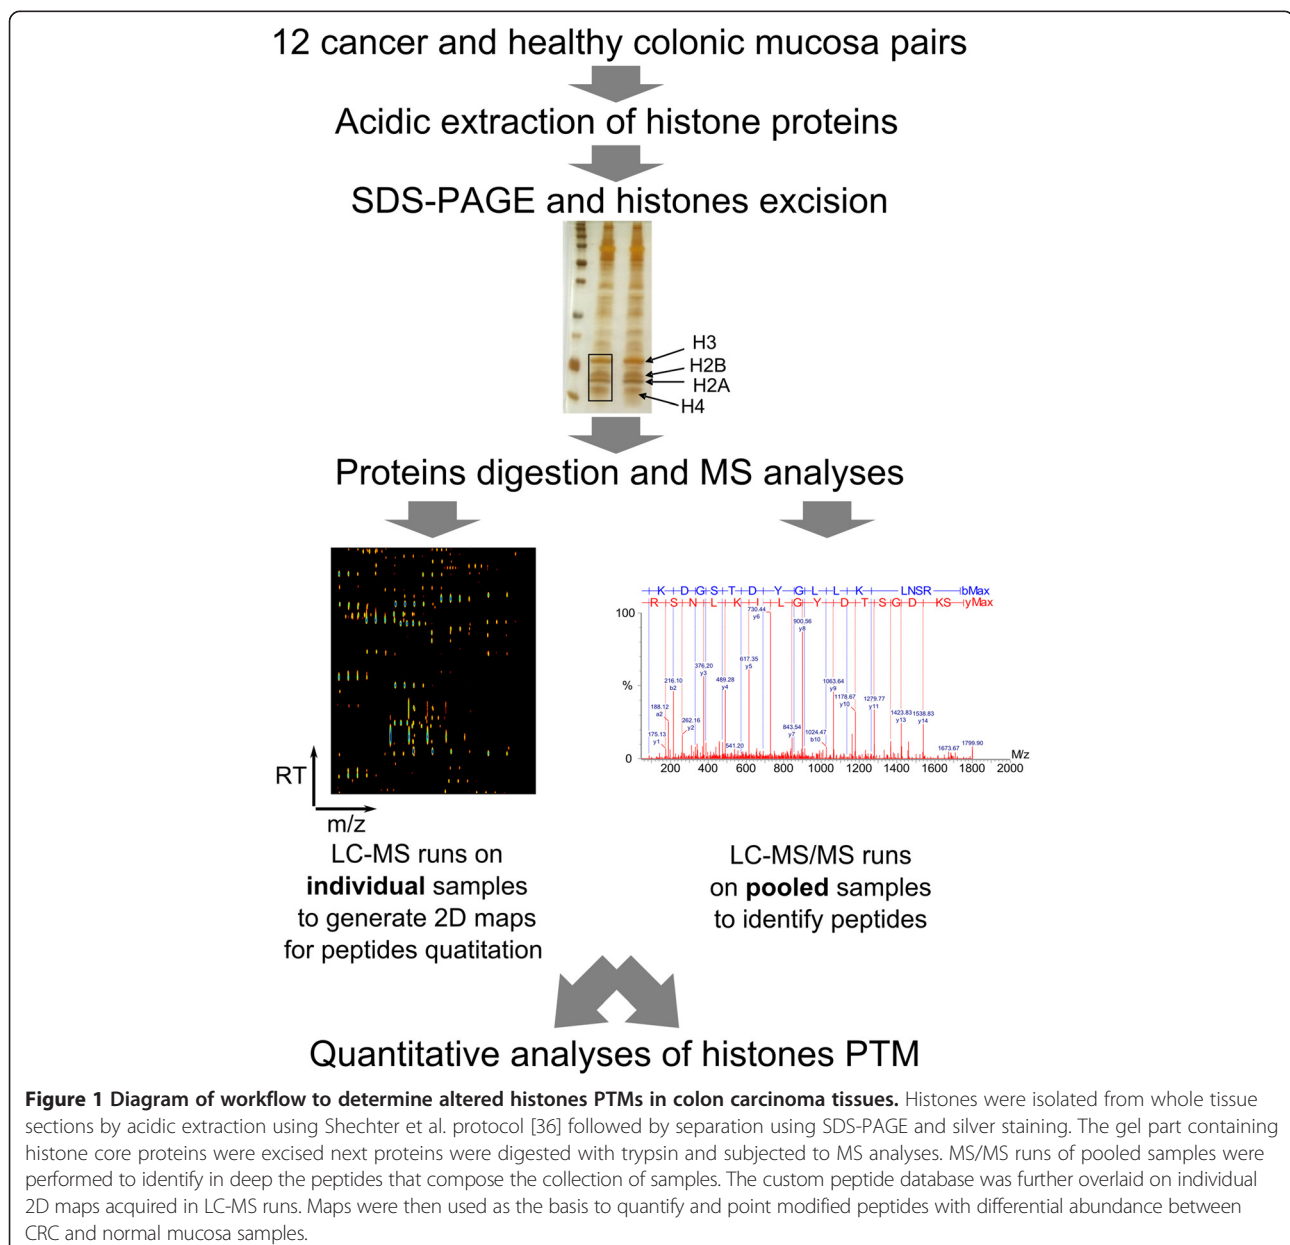 12 cancer and healthy colonic mucosa pairs
Acidic extraction of histone proteins
SDS-PAGE and histones excision
H3
H2B
H2A
H4
Proteins digestion and MS analyses
RT
m/z
K D G S T D Y G L L K LNSR bMax
R S N L K I L G Y D T S G D KS yMax
100
%
0
730.44
y6
900.56
y8
376.20
y3
617.35
y5
216.10
b2
489.28
y4
1063.64
y9
1178.67
y10
1279.77
y11
188.12
a2
262.16
y2
1423.83
y13
1538.83
y14
175.13
y1
541.20
843.54
y7
1024.47
b10
1673.67
1799.90
M/z
200 400 600 800 1000 1200 1400 1600 1800 2000
LC-MS runs on
individual samples
to generate 2D maps
for peptides quatitation
LC-MS/MS runs
on pooled samples
to identify peptides
Quantitative analyses of histones PTM
Figure 1 Diagram of workflow to determine altered histones PTMs in colon carcinoma tissues. Histones were isolated from whole tissue
sections by acidic extraction using Shechter et al. protocol [36] followed by separation using SDS-PAGE and silver staining. The gel part containing
histone core proteins were excised next proteins were digested with trypsin and subjected to MS analyses. MS/MS runs of pooled samples were
performed to identify in deep the peptides that compose the collection of samples. The custom peptide database was further overlaid on individual
2D maps acquired in LC-MS runs. Maps were then used as the basis to quantify and point modified peptides with differential abundance between
CRC and normal mucosa samples.